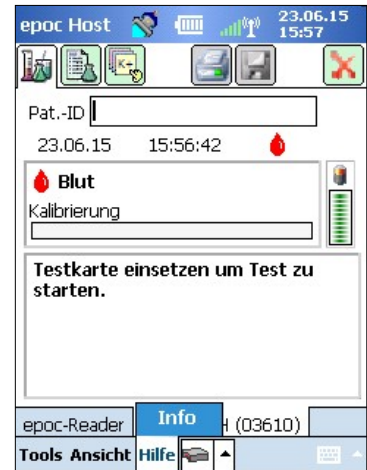 epoc Host 23.06.15
15:57
K+
Pat.-ID
23.06.15 15:56:42
Blut
Kalibrierung
Testkarte einsetzen um Test zu
starten.
epoc-Reader Info (03610)
Tools Ansicht Hilfe